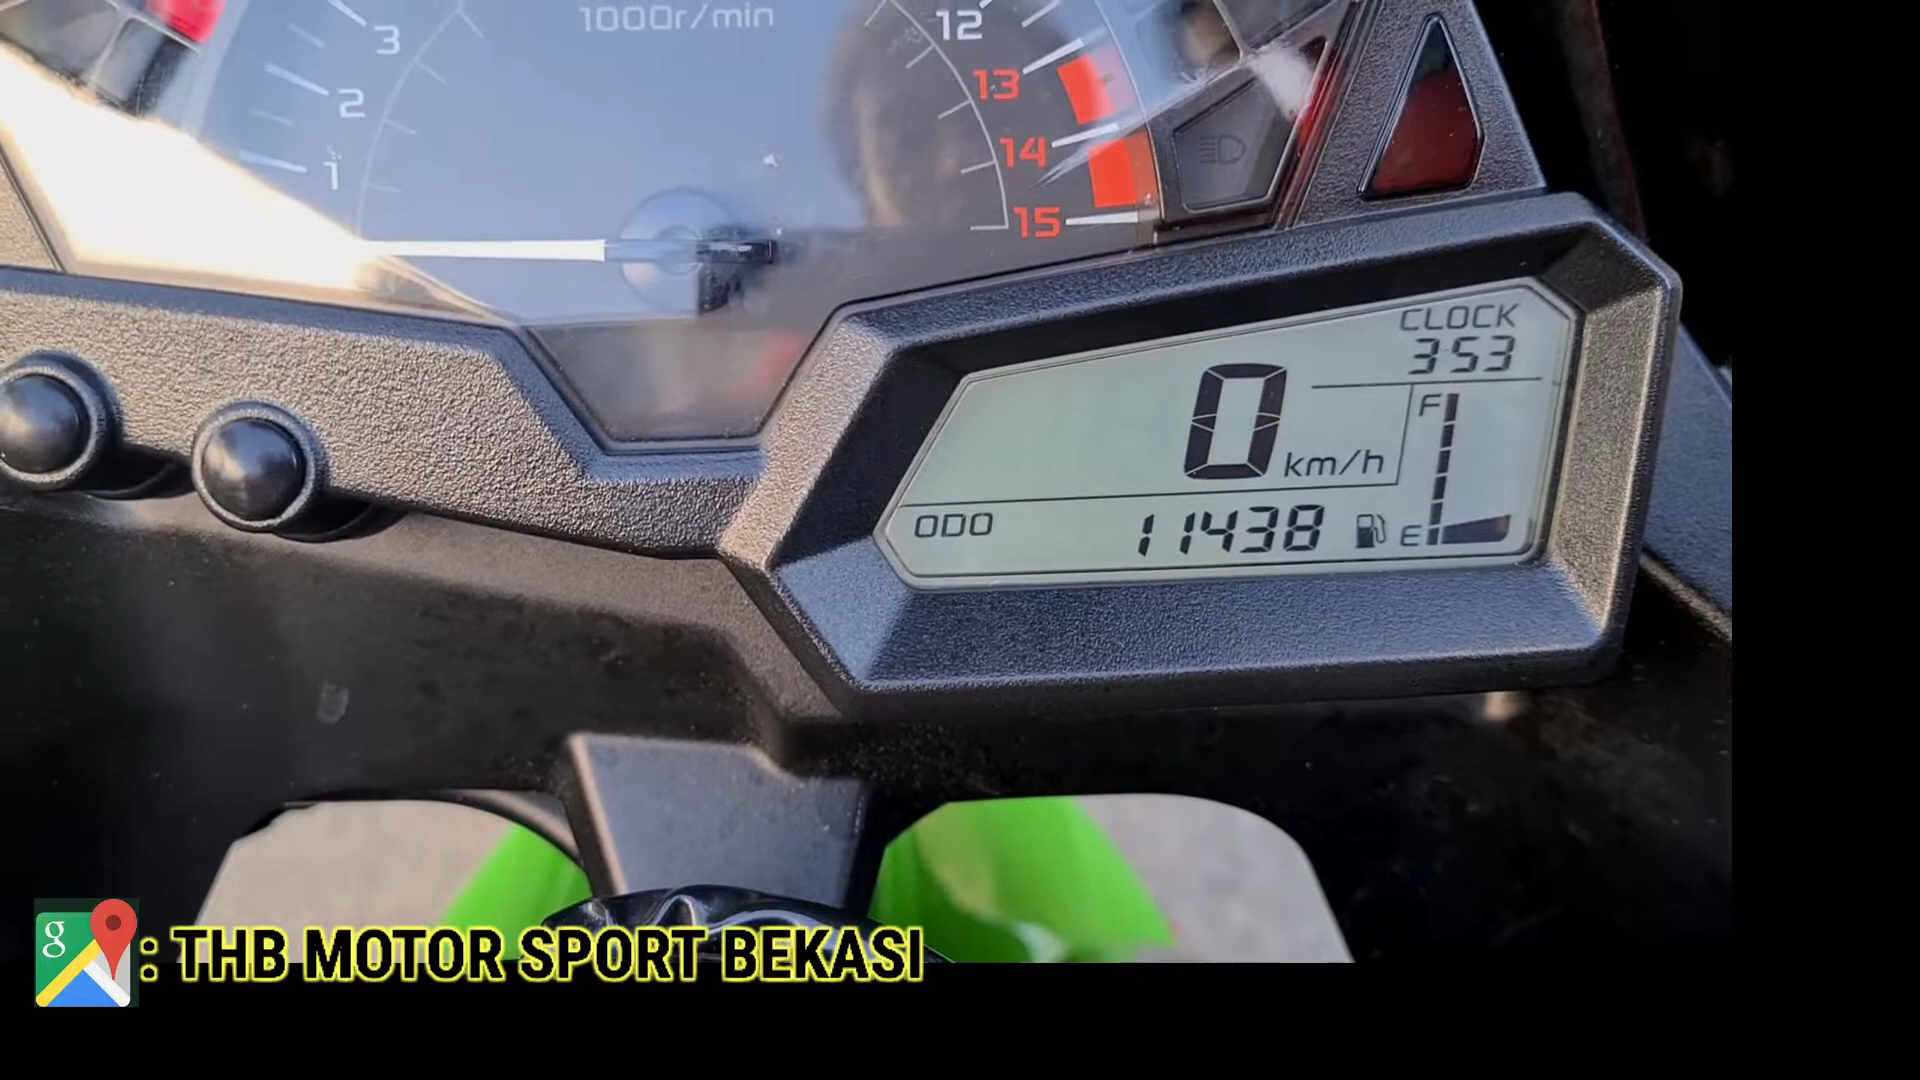 1000r/min
3
2
1
12
13
14
15
CLOCK
3:53
F
0 km/h
ODO 11438 E
g
: THB MOTOR SPORT BEKASI